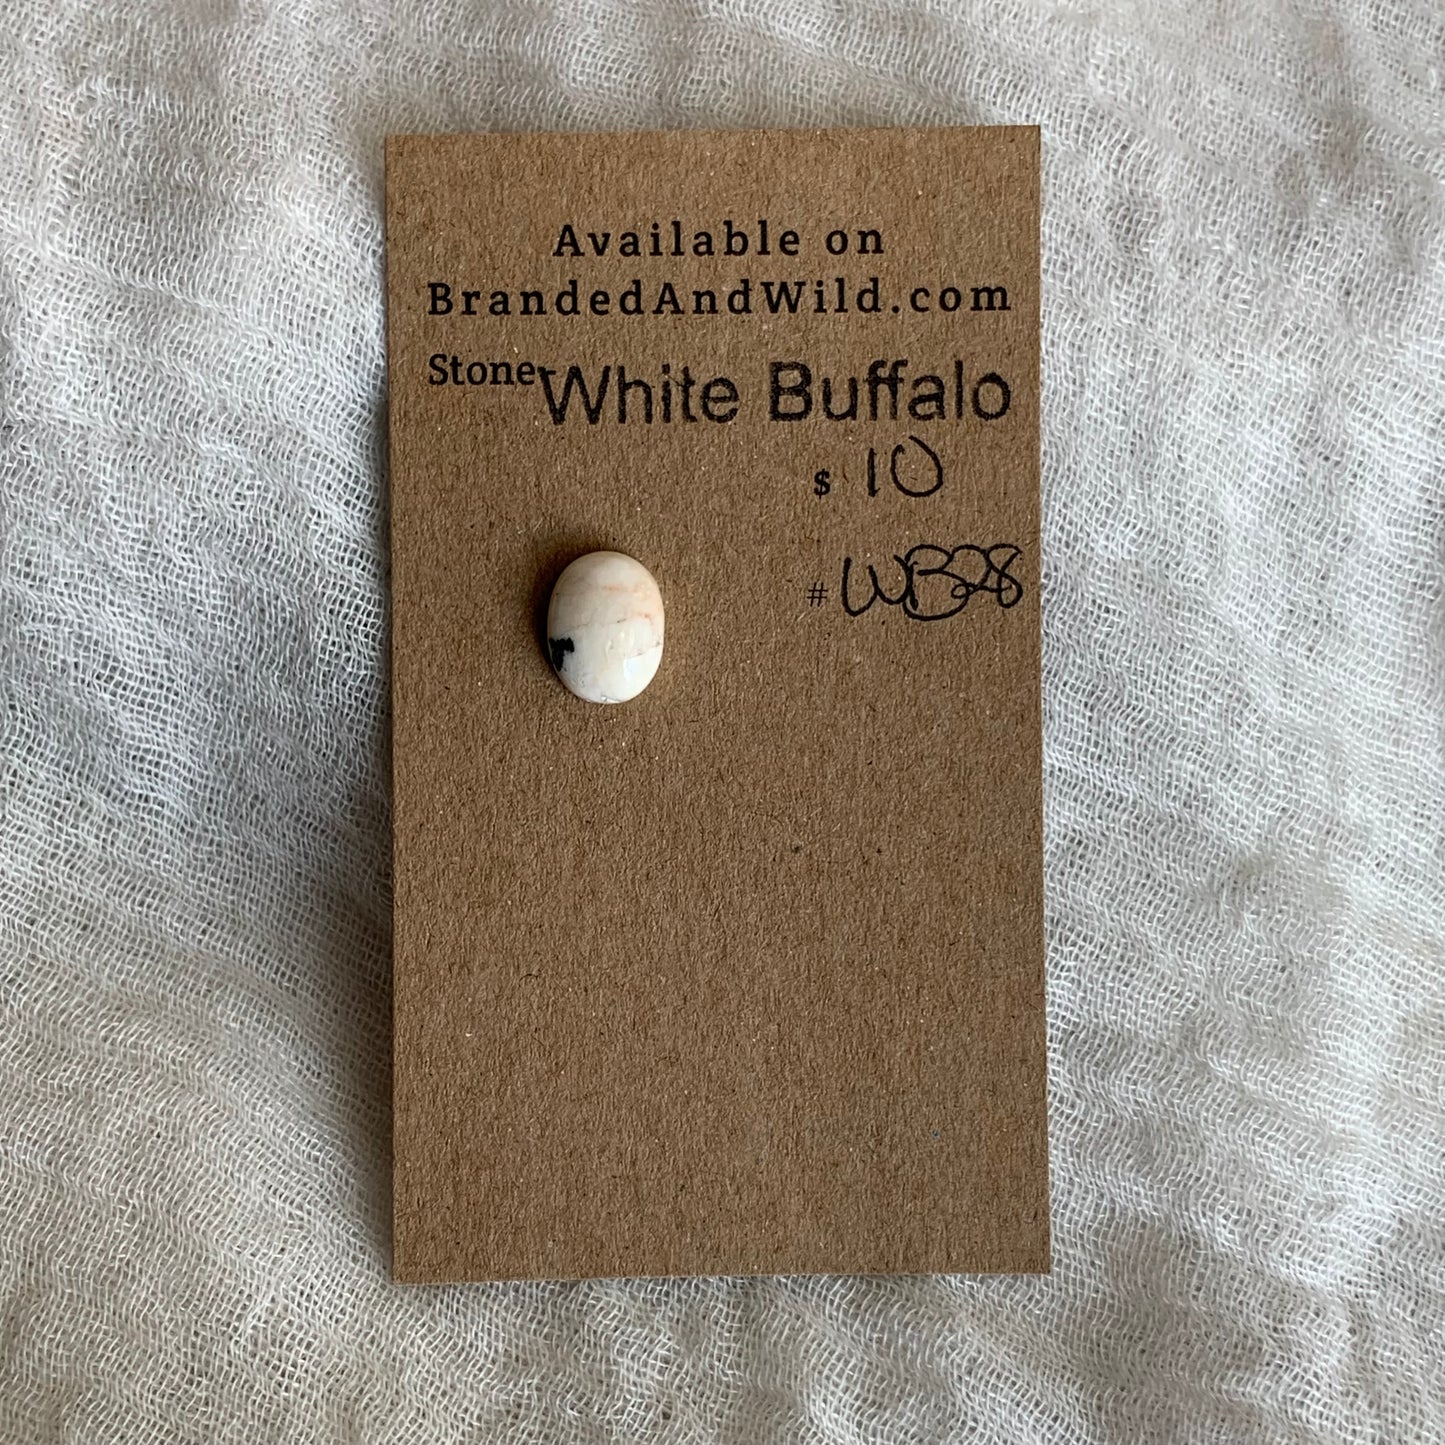 Available on
BrandedAndWild.com
Stone White Buffalo
$ 10
# WB28